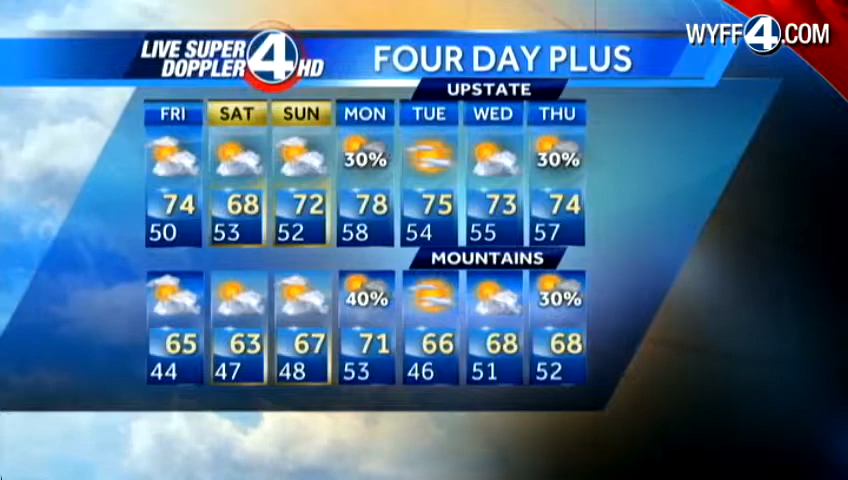 WYFF 4 .COM
LIVE SUPER DOPPLER 4 HD
FOUR DAY PLUS
UPSTATE
FRI SAT SUN MON TUE WED THU
30% 30%
74 68 72 78 75 73 74
50 53 52 58 54 55 57
MOUNTAINS
40% 30%
65 63 67 71 66 68 68
44 47 48 53 46 51 52